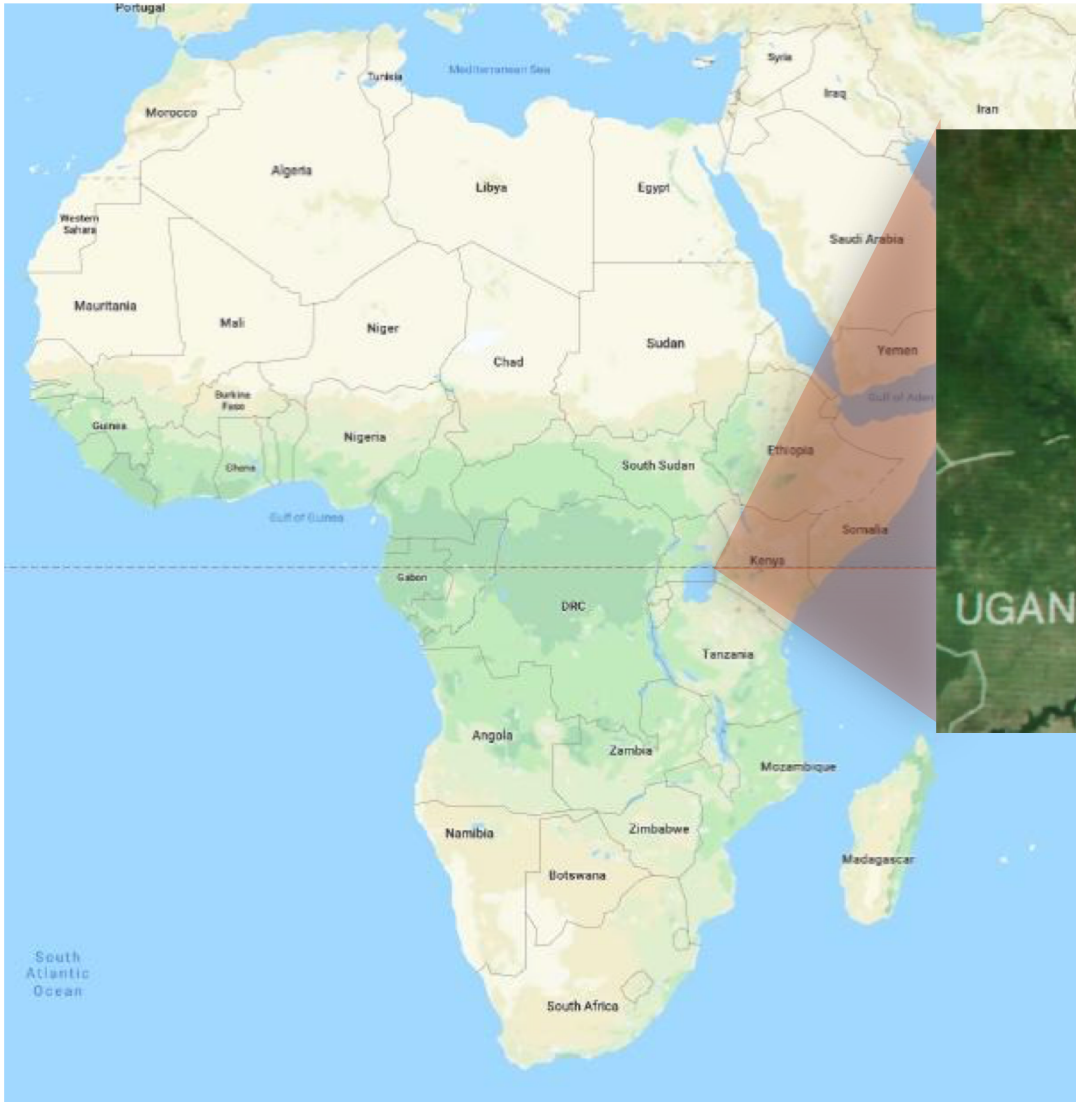 Portugal
Mediterranean Sea
Tunisia
Syria
Iraq
Iran
Morocco
Algeria
Libya
Egypt
Western
Sahara
Saudi Arabia
Mauritania
Mali
Niger
Chad
Sudan
Yemen
Gulf of Aden
Burkina
Faso
Guinea
Nigeria
Ghana
Ethiopia
South Sudan
Gulf of Guinea
Somalia
Kenya
Gabon
DRC
UGAN
Tanzania
Angola
Zambia
Mozambique
Namibia
Zimbabwe
Madagascar
Botswana
South
Atlantic
Ocean
South Africa